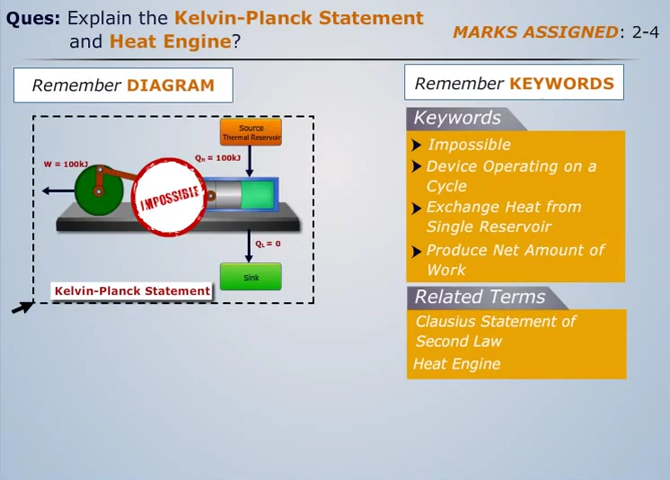 Ques: Explain the Kelvin-Planck Statement
and Heat Engine?
MARKS ASSIGNED: 2-4
Remember DIAGRAM
Source
Thermal Reservoir
W = 100kJ
QH = 100kJ
IMPOSSIBLE
QL = 0
Sink
Kelvin-Planck Statement
Remember KEYWORDS
Keywords
Impossible
Device Operating on a
Cycle
Exchange Heat from
Single Reservoir
Produce Net Amount of
Work
Related Terms
Clausius Statement of
Second Law
Heat Engine